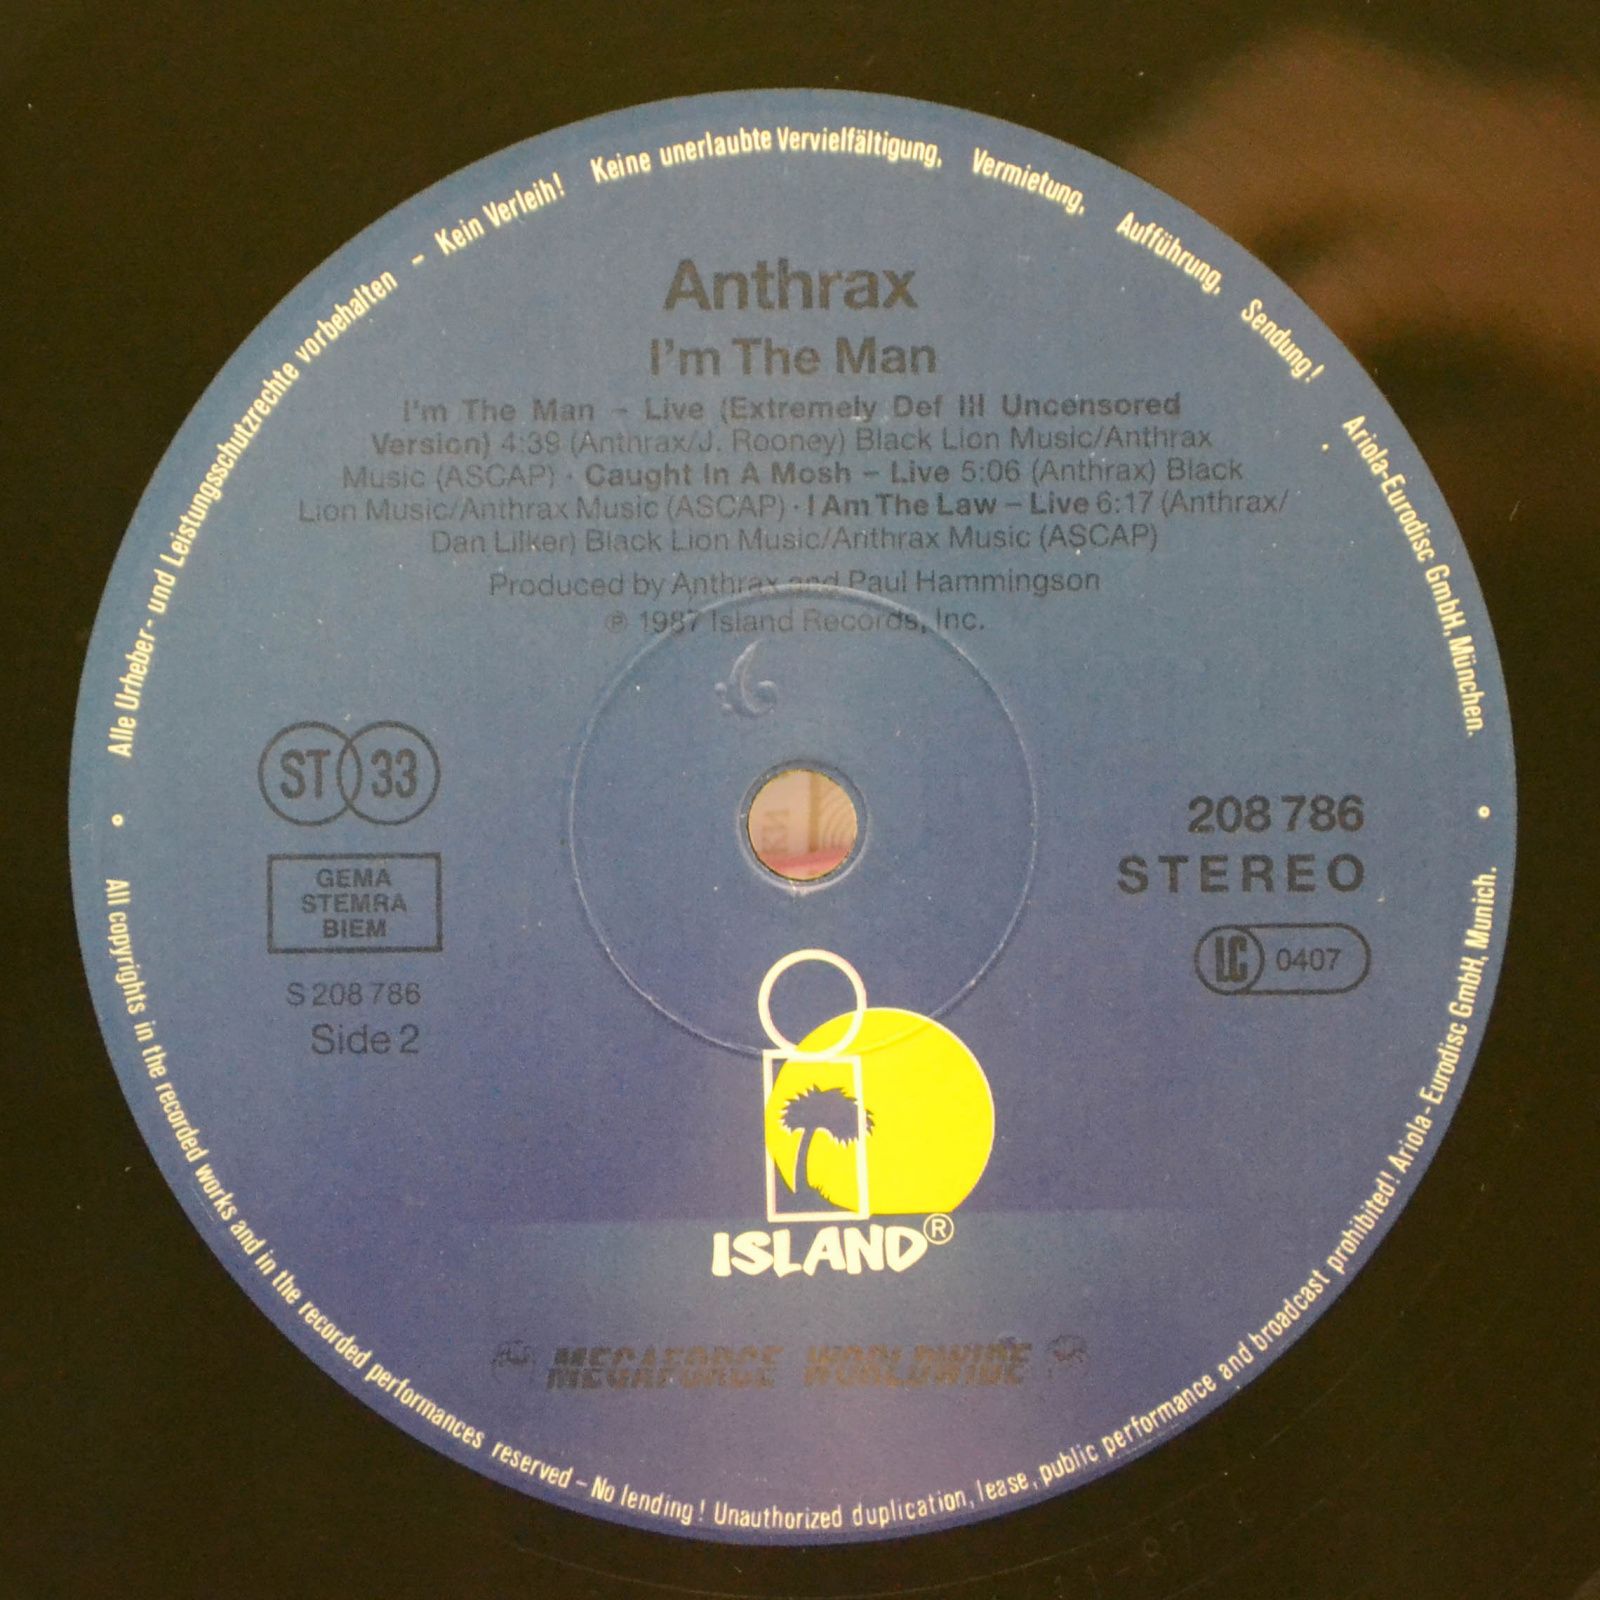 Alle Urheber- und Leistungsschutzrechte vorbehalten – Kein Verleih! Keine unerlaubte Vervielfältigung, Vermietung, Aufführung, Sendung! Ariola-Eurodisc GmbH, München.
Anthrax
I'm The Man
I'm The Man – Live (Extremely Def III Uncensored
Version) 4:39 (Anthrax/J. Rooney) Black Lion Music/Anthrax
Music (ASCAP) · Caught In A Mosh – Live 5:06 (Anthrax) Black
Lion Music/Anthrax Music (ASCAP) · I Am The Law – Live 6:17 (Anthrax/
Dan Lilker) Black Lion Music/Anthrax Music (ASCAP)
Produced by Anthrax and Paul Hammingson
℗ 1987 Island Records, Inc.
ST 33
GEMA
STEMRA
BIEM
S 208 786
Side 2
208 786
STEREO
LC 0407
ISLAND®
MEGAFORCE WORLDWIDE
All copyrights in the recorded works and in the recorded performances reserved – No lending! Unauthorized duplication, lease, public performance and broadcast prohibited! Ariola-Eurodisc GmbH, Munich.